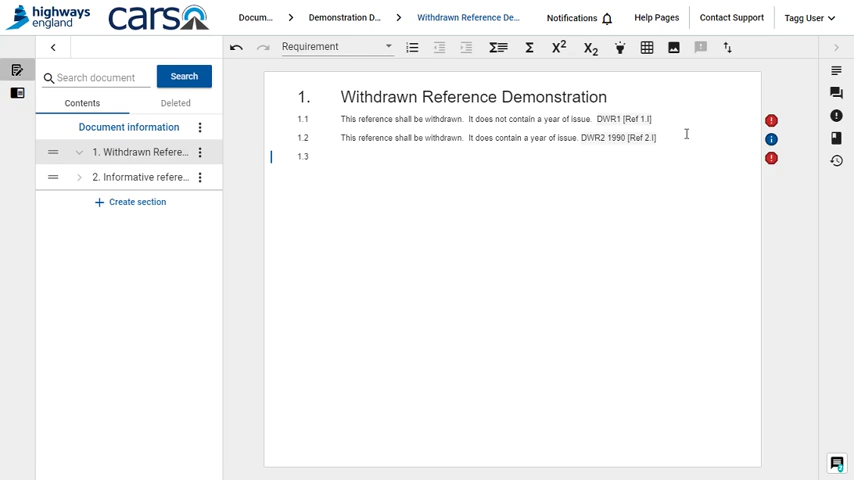 highways england
cars
Docum... > Demonstration D... > Withdrawn Reference De...
Notifications
Help Pages
Contact Support
Tagg User
Requirement
Σ
X²
X₂
Search document
Search
Contents
Deleted
Document information
1. Withdrawn Refere...
2. Informative refere...
+ Create section
1. Withdrawn Reference Demonstration
1.1 This reference shall be withdrawn. It does not contain a year of issue. DWR1 [Ref 1.I]
1.2 This reference shall be withdrawn. It does contain a year of issue. DWR2 1990 [Ref 2.I]
1.3